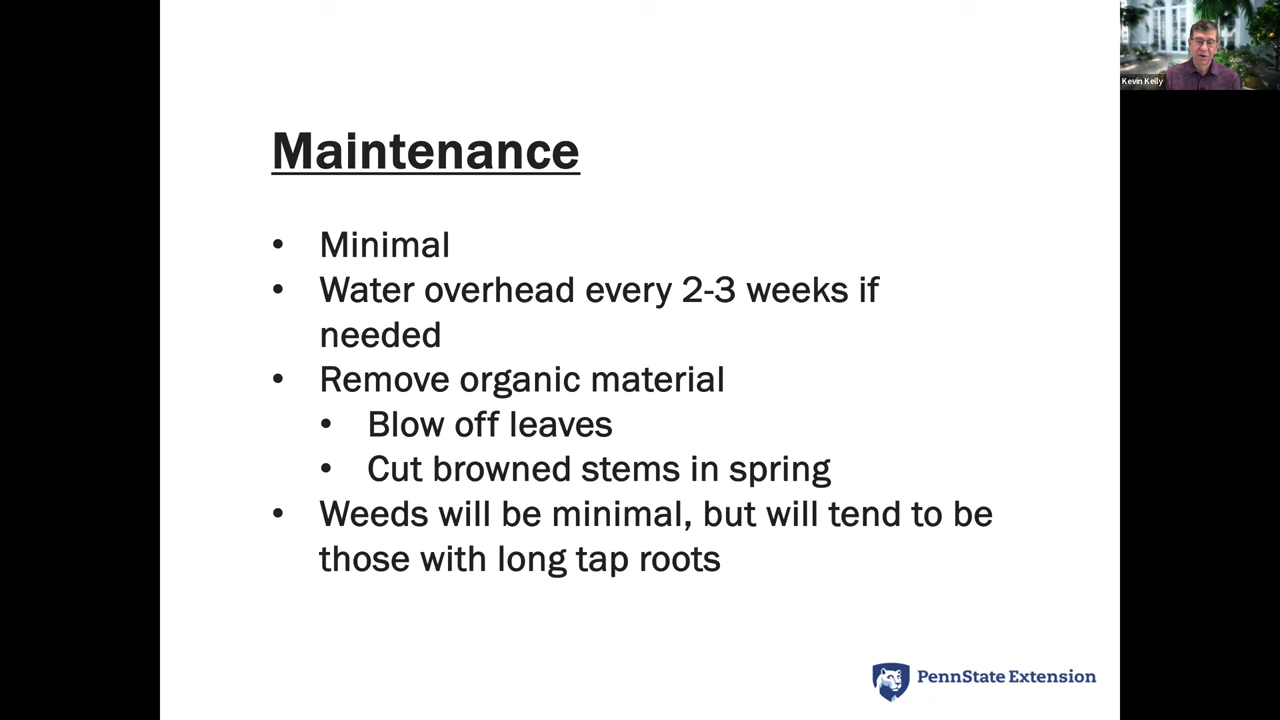 Kevin Kelly
Maintenance
• Minimal
• Water overhead every 2-3 weeks if
needed
• Remove organic material
• Blow off leaves
• Cut browned stems in spring
• Weeds will be minimal, but will tend to be
those with long tap roots
PennState Extension